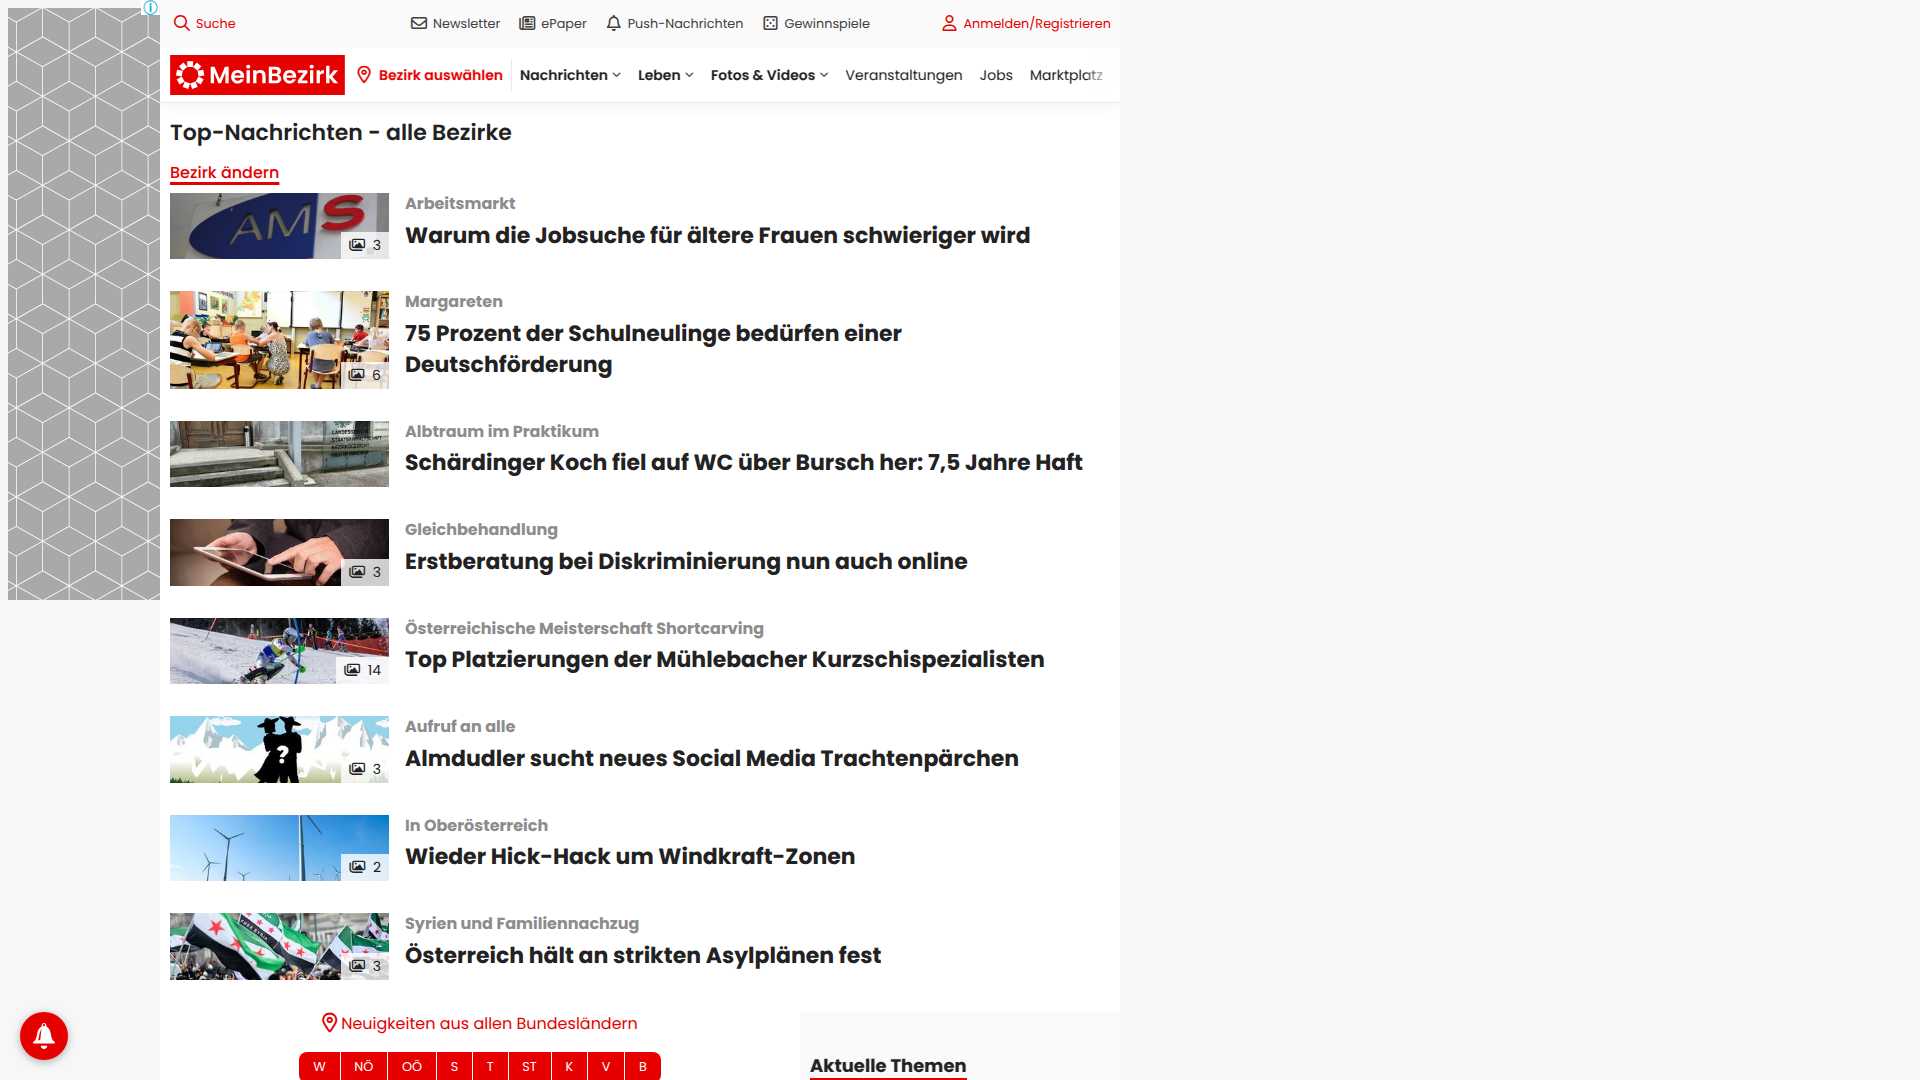 Suche
Newsletter
ePaper
Push-Nachrichten
Gewinnspiele
Anmelden/Registrieren
MeinBezirk
Bezirk auswählen
Nachrichten
Leben
Fotos & Videos
Veranstaltungen
Jobs
Marktplatz
Top-Nachrichten - alle Bezirke
Bezirk ändern
AMS
3
Arbeitsmarkt
Warum die Jobsuche für ältere Frauen schwieriger wird
6
Margareten
75 Prozent der Schulneulinge bedürfen einer
Deutschförderung
Albtraum im Praktikum
Schärdinger Koch fiel auf WC über Bursch her: 7,5 Jahre Haft
3
Gleichbehandlung
Erstberatung bei Diskriminierung nun auch online
14
Österreichische Meisterschaft Shortcarving
Top Platzierungen der Mühlebacher Kurzschispezialisten
?
3
Aufruf an alle
Almdudler sucht neues Social Media Trachtenpärchen
2
In Oberösterreich
Wieder Hick-Hack um Windkraft-Zonen
3
Syrien und Familiennachzug
Österreich hält an strikten Asylplänen fest
Neuigkeiten aus allen Bundesländern
W
NÖ
OÖ
S
T
ST
K
V
B
Aktuelle Themen